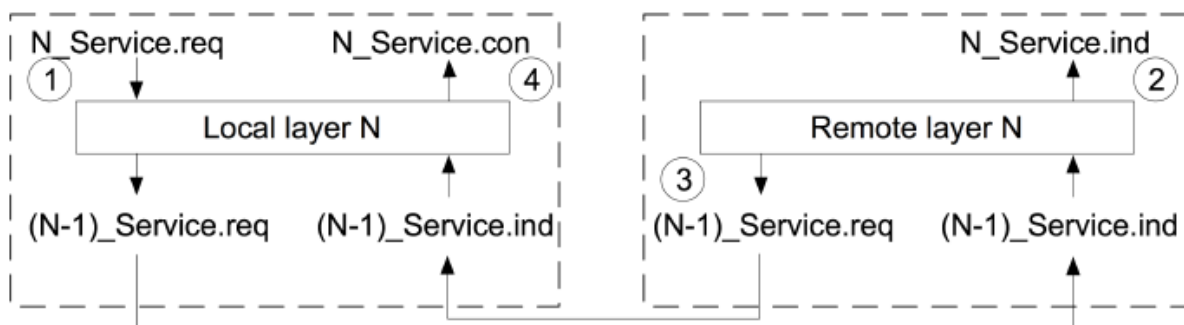 N_Service.req N_Service.con N_Service.ind
1 4 2
Local layer N Remote layer N
3
(N-1)_Service.req (N-1)_Service.ind (N-1)_Service.req (N-1)_Service.ind